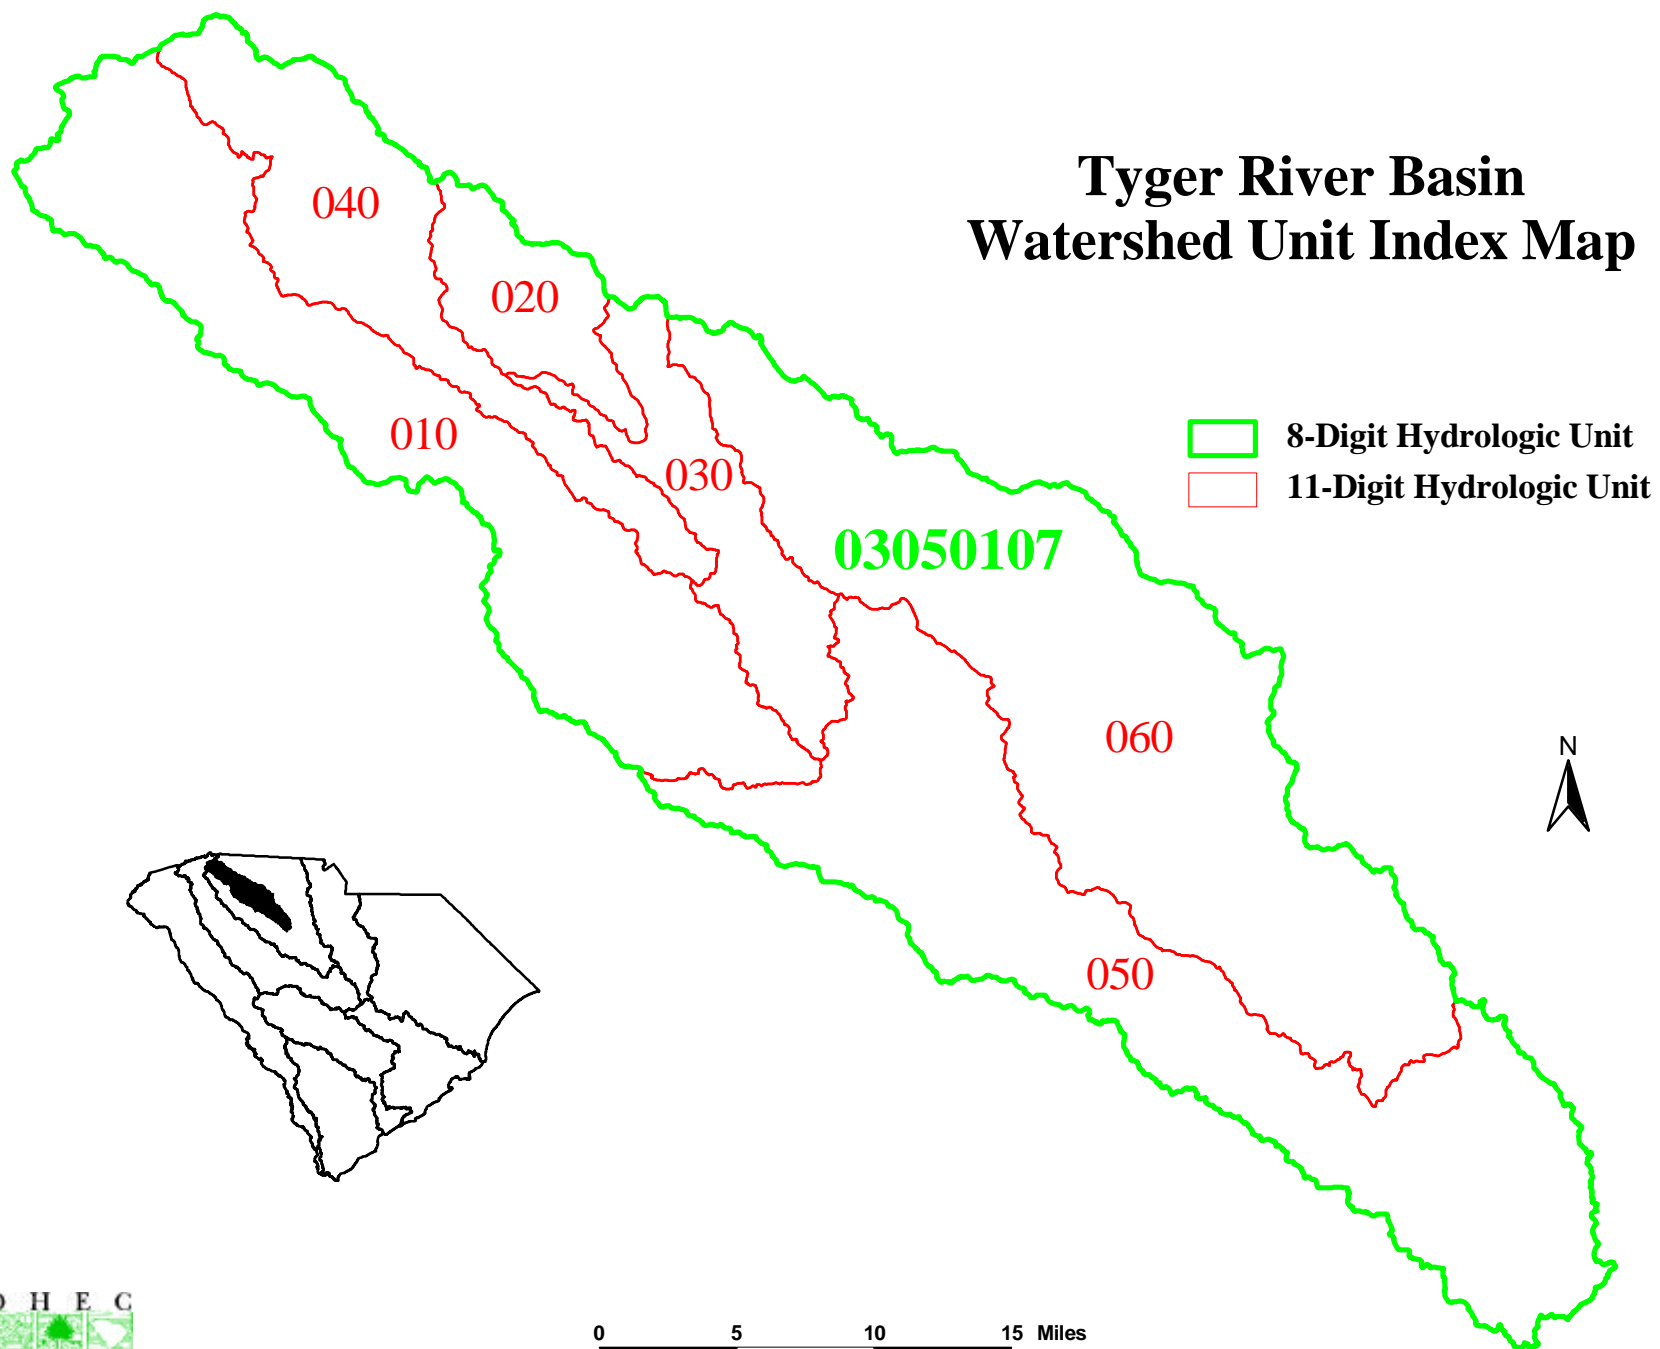 Tyger River Basin
Watershed Unit Index Map
040
020
010
030
8-Digit Hydrologic Unit
11-Digit Hydrologic Unit
03050107
060
N
050
H E C
0 5 10 15 Miles